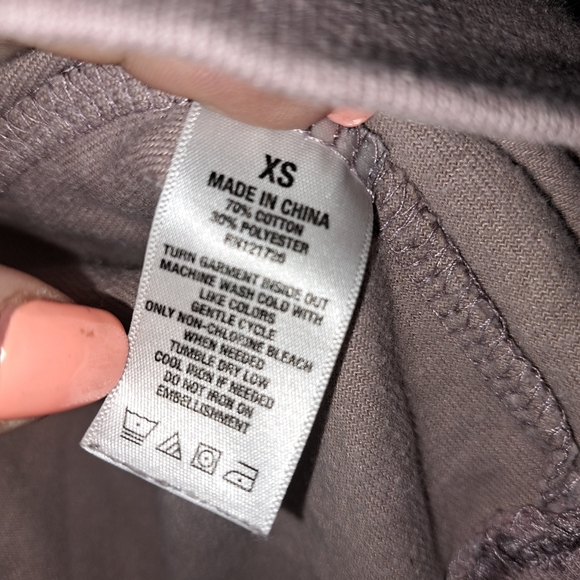 XS
MADE IN CHINA
70% COTTON
30% POLYESTER
RN121726
TURN GARMENT INSIDE OUT
MACHINE WASH COLD WITH
LIKE COLORS
GENTLE CYCLE
ONLY NON-CHLORINE BLEACH
WHEN NEEDED
TUMBLE DRY LOW
COOL IRON IF NEEDED
DO NOT IRON ON
EMBELLISHMENT